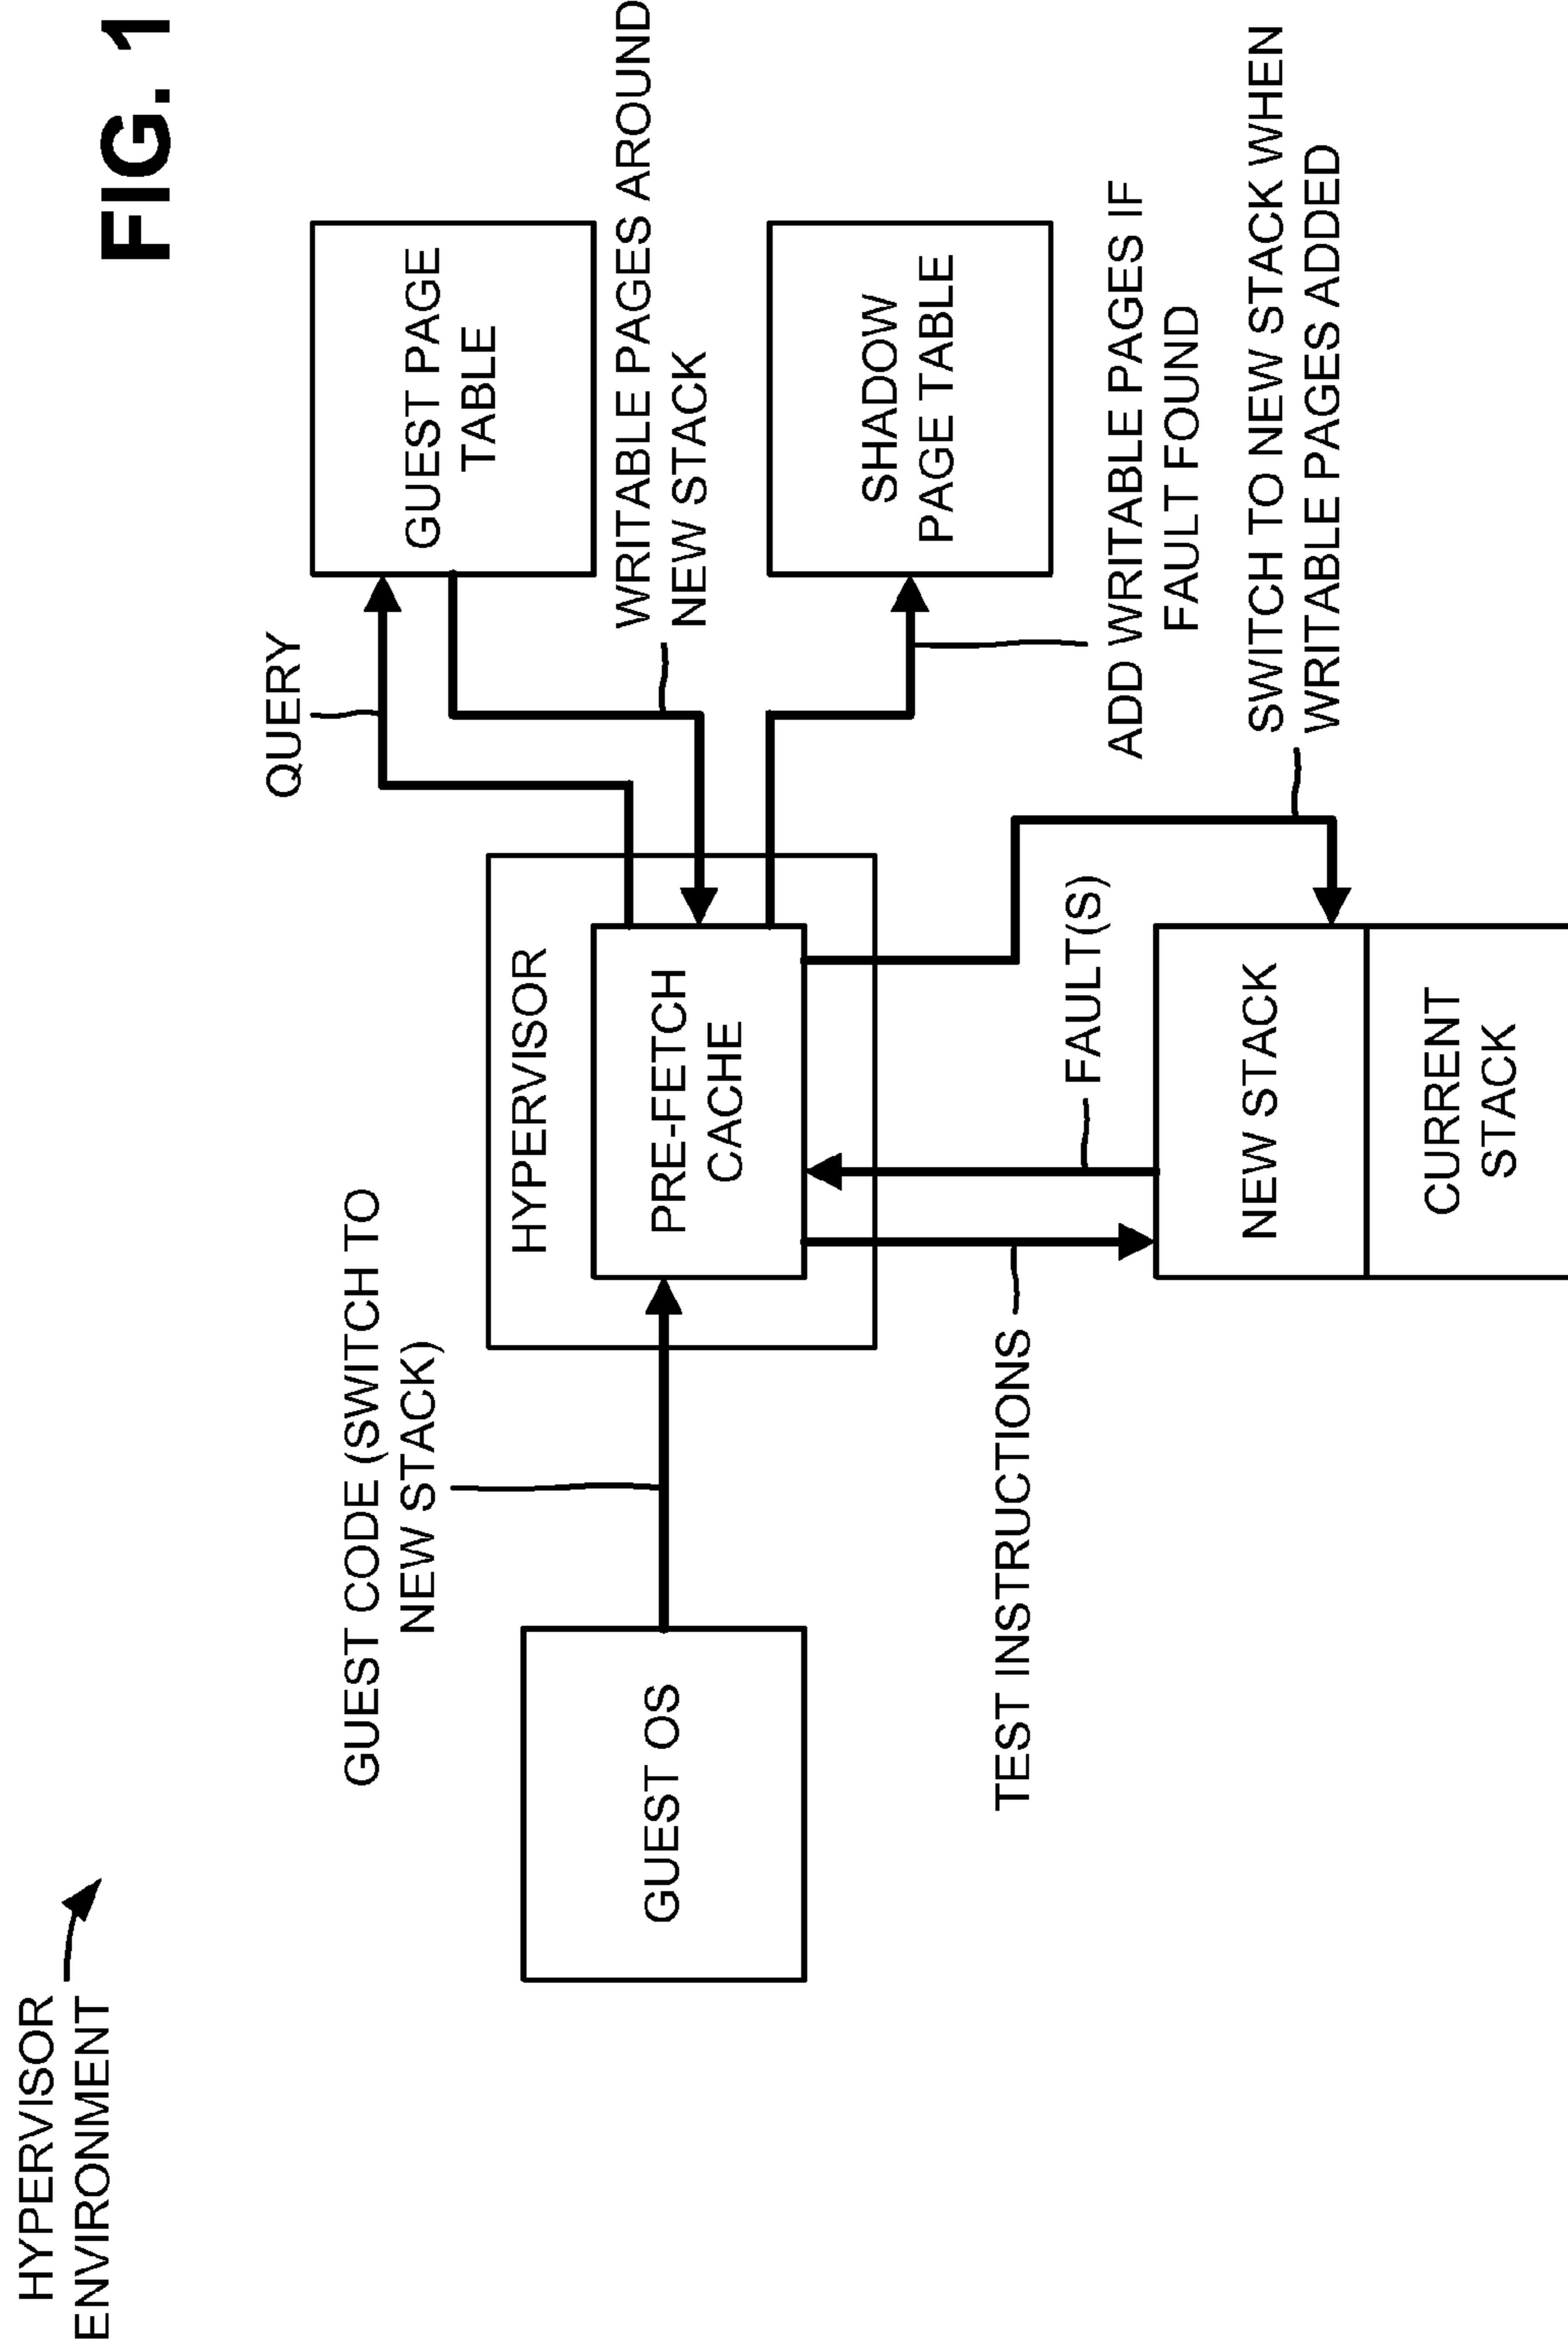 HYPERVISOR
ENVIRONMENT
FIG. 1
QUERY
GUEST PAGE
TABLE
GUEST CODE (SWITCH TO
NEW STACK)
HYPERVISOR
WRITABLE PAGES AROUND
NEW STACK
GUEST OS
PRE-FETCH
CACHE
SHADOW
PAGE TABLE
TEST INSTRUCTIONS
FAULT(S)
ADD WRITABLE PAGES IF
FAULT FOUND
NEW STACK
SWITCH TO NEW STACK WHEN
WRITABLE PAGES ADDED
CURRENT
STACK